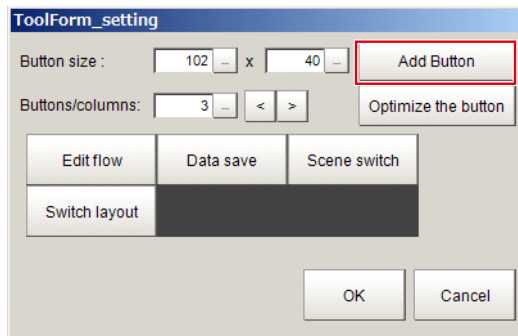 ToolForm_setting
Button size : 102 ... x 40 ... Add Button
Buttons/columns: 3 ... < > Optimize the button
Edit flow Data save Scene switch
Switch layout
OK Cancel